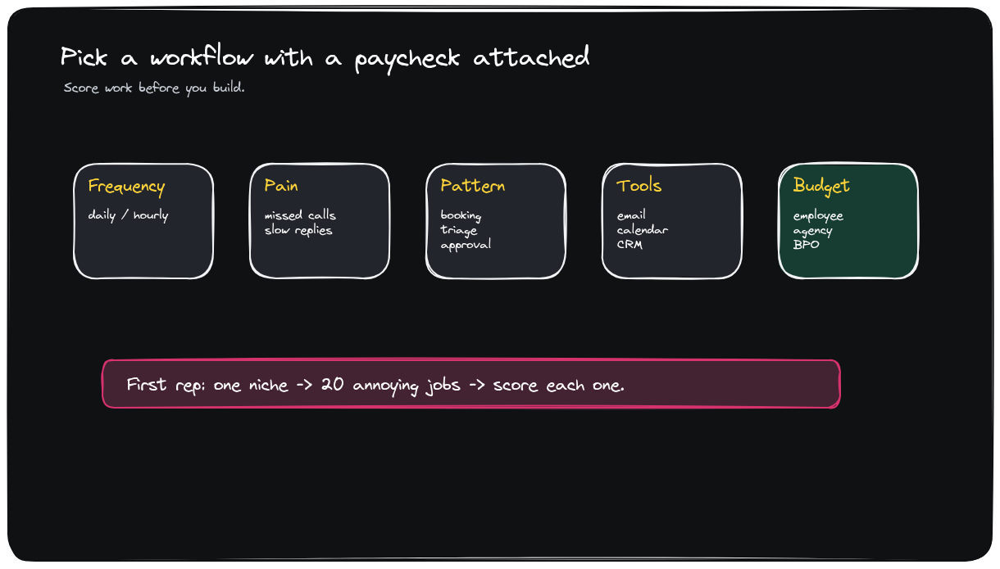 Pick a workflow with a paycheck attached
Score work before you build.
Frequency
daily / hourly
Pain
missed calls
slow replies
Pattern
booking
triage
approval
Tools
email
calendar
CRM
Budget
employee
agency
BPO
First rep: one niche -> 20 annoying jobs -> score each one.